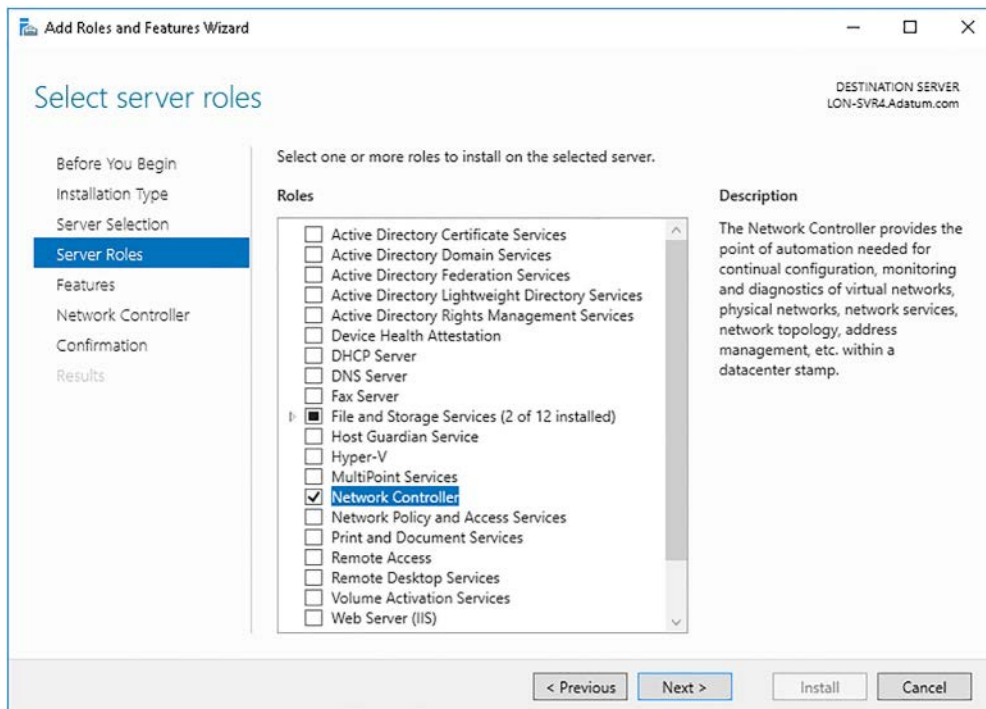 Add Roles and Features Wizard
Select server roles
DESTINATION SERVER
LON-SVR4.Adatum.com
Before You Begin
Installation Type
Server Selection
Server Roles
Features
Network Controller
Confirmation
Results
Select one or more roles to install on the selected server.
Roles
Active Directory Certificate Services
Active Directory Domain Services
Active Directory Federation Services
Active Directory Lightweight Directory Services
Active Directory Rights Management Services
Device Health Attestation
DHCP Server
DNS Server
Fax Server
File and Storage Services (2 of 12 installed)
Host Guardian Service
Hyper-V
MultiPoint Services
Network Controller
Network Policy and Access Services
Print and Document Services
Remote Access
Remote Desktop Services
Volume Activation Services
Web Server (IIS)
Description
The Network Controller provides the
point of automation needed for
continual configuration, monitoring
and diagnostics of virtual networks,
physical networks, network services,
network topology, address
management, etc. within a
datacenter stamp.
< Previous
Next >
Install
Cancel